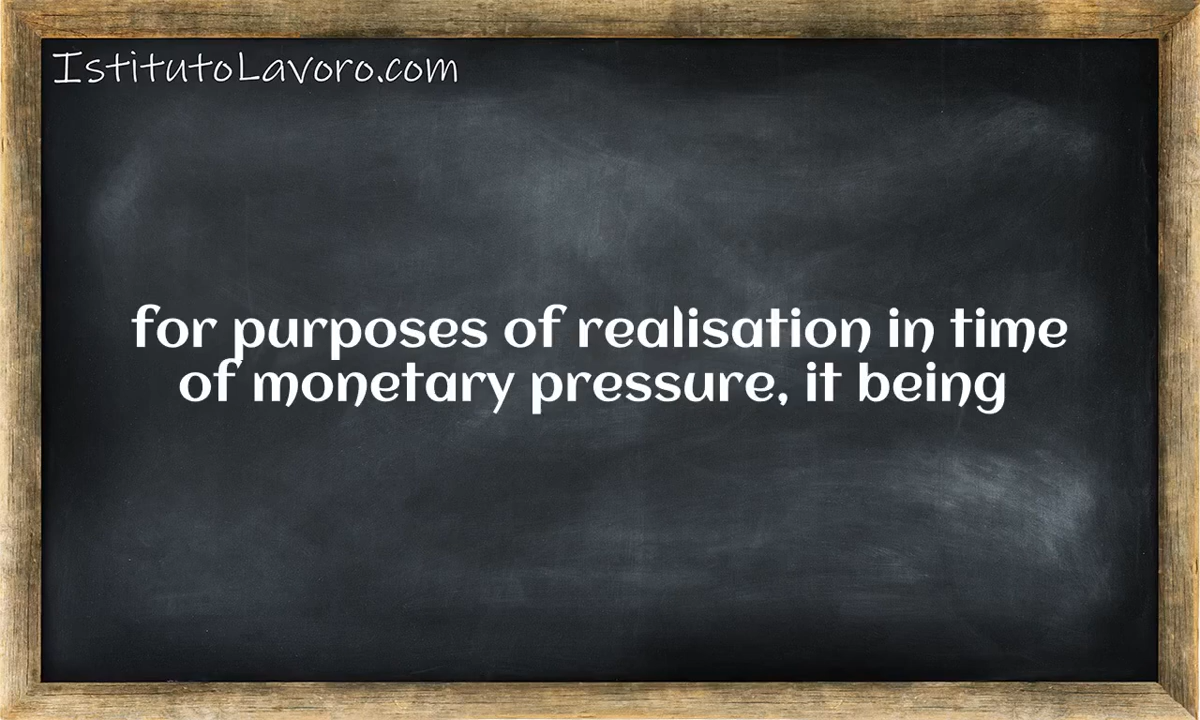 IstitutoLavoro.com
for purposes of realisation in time
of monetary pressure, it being